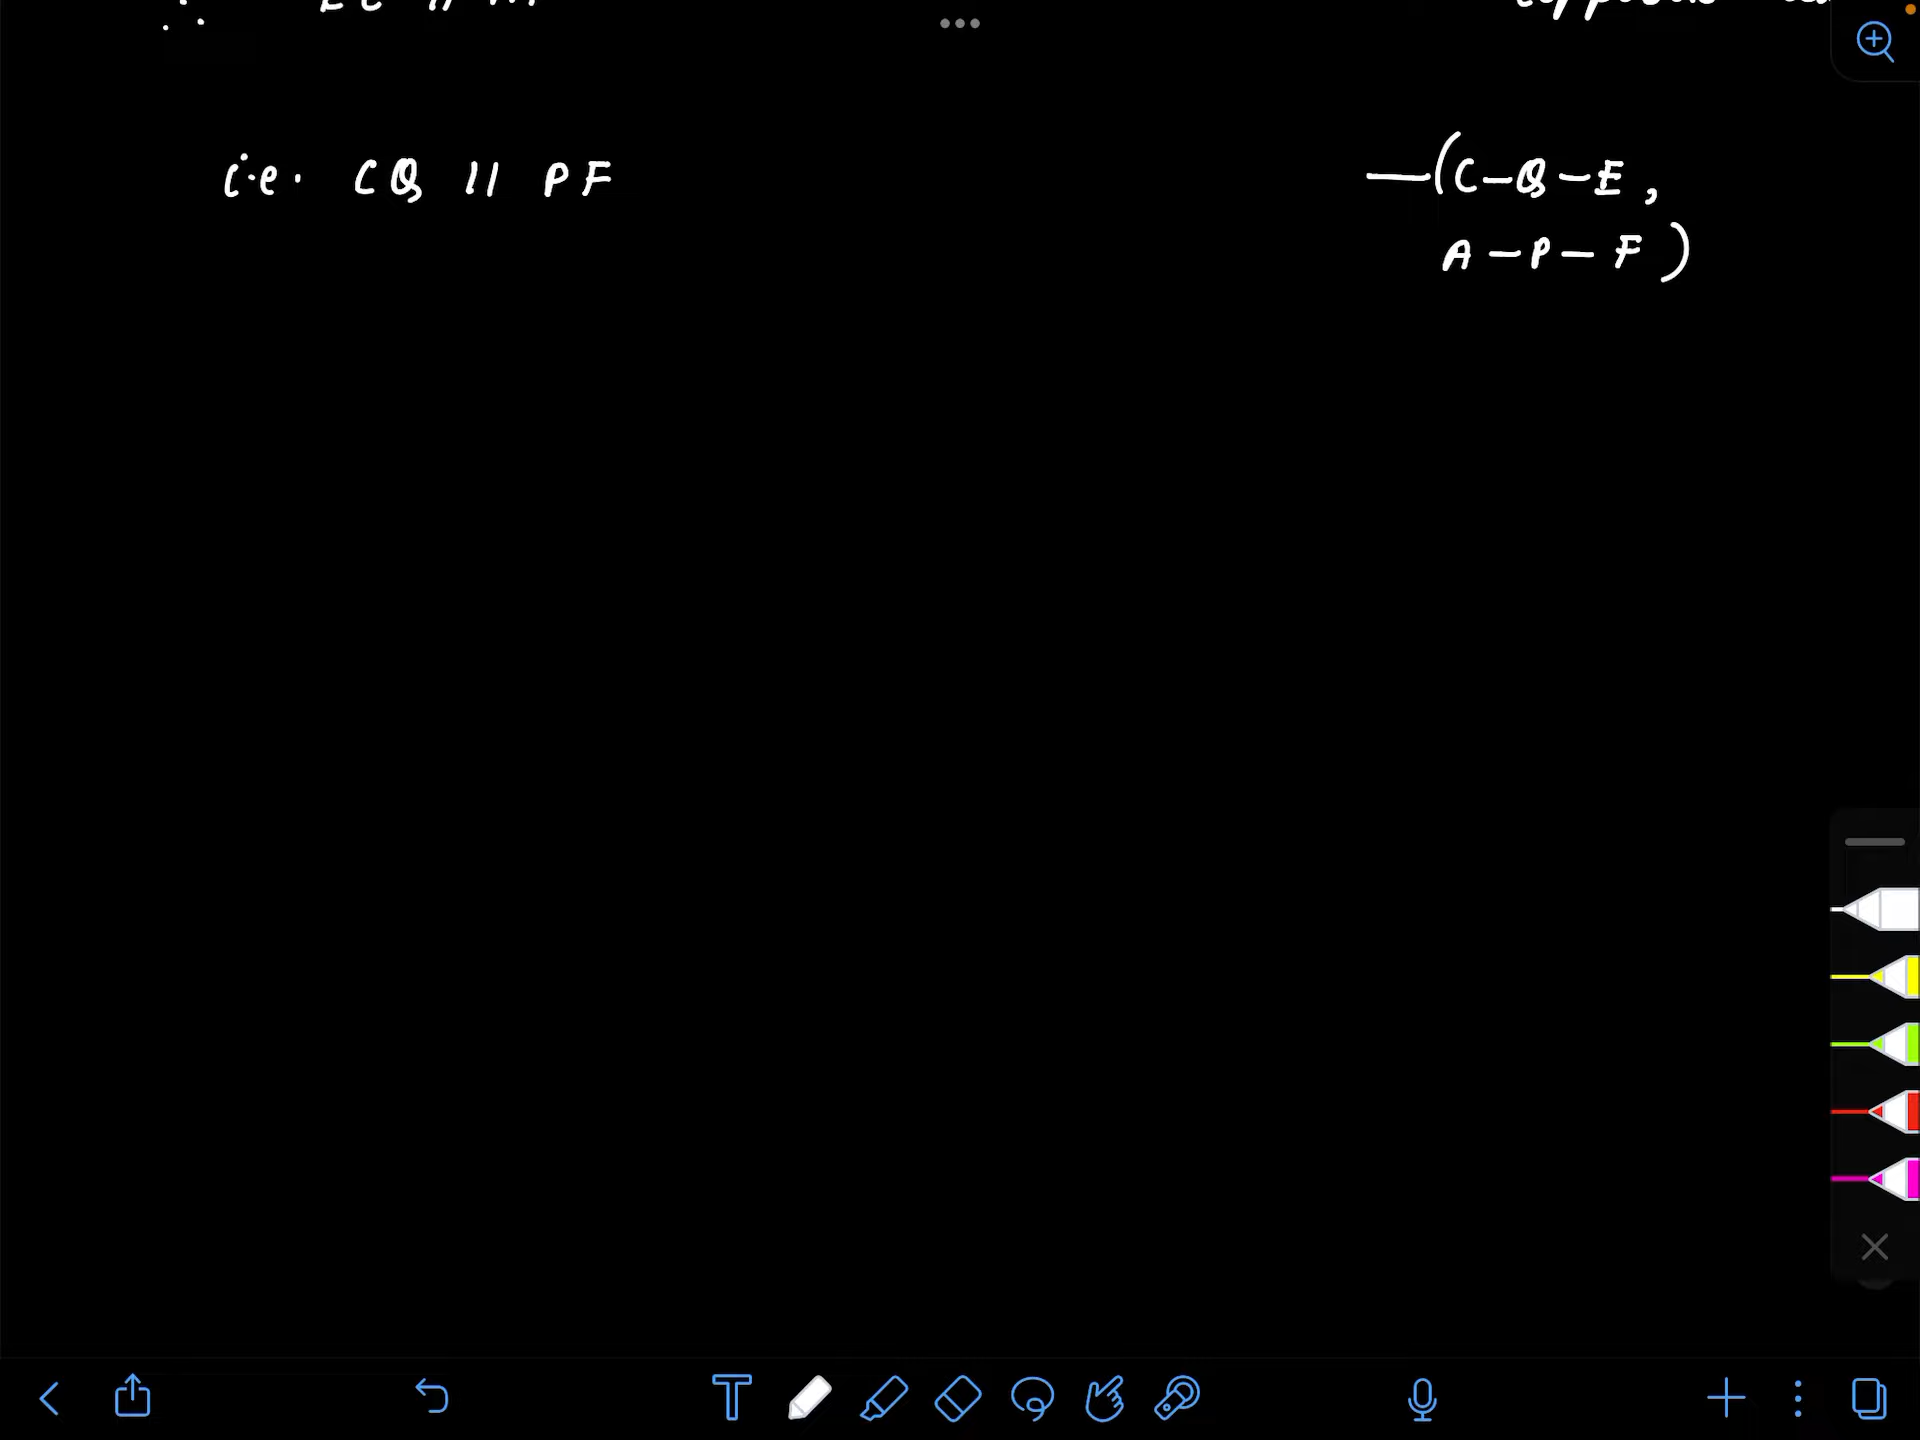 i.e. CQ || PF —(C–Q–E,
A–P–F)